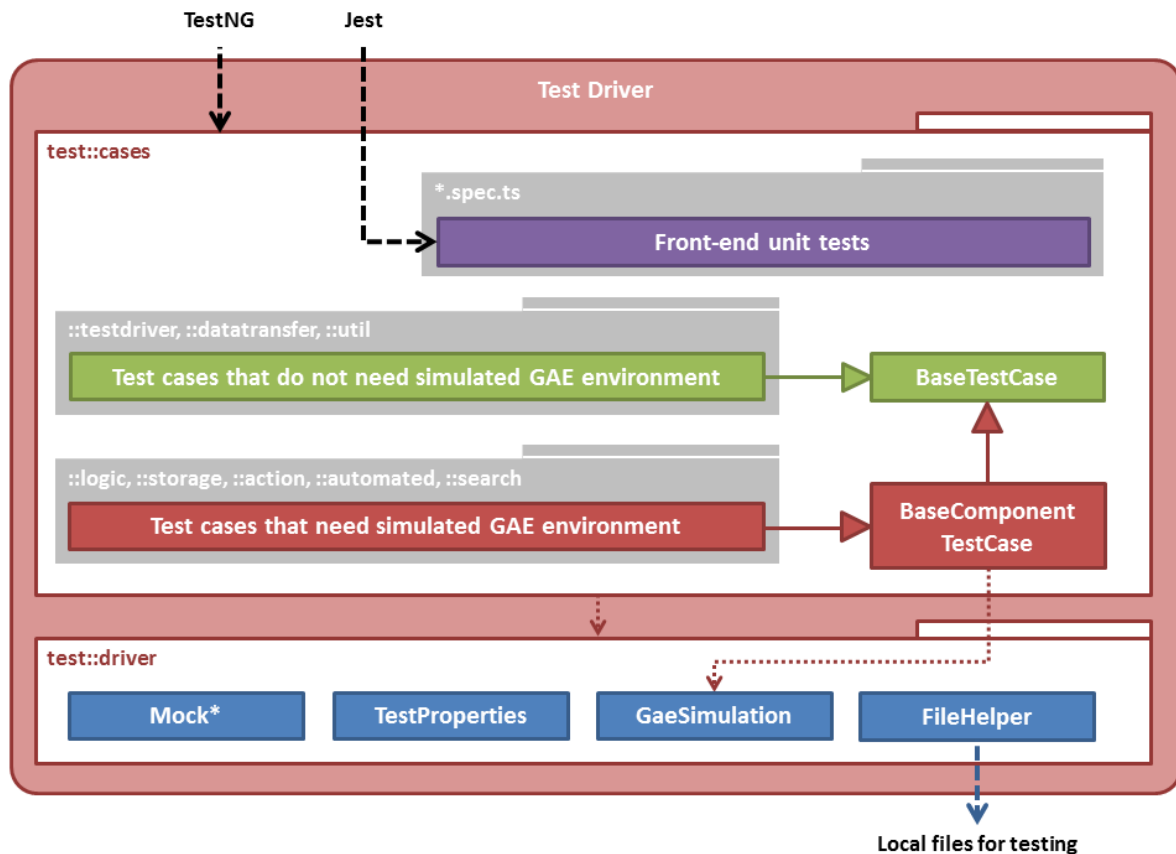 TestNG
Jest
Test Driver
test::cases
*.spec.ts
Front-end unit tests
::testdriver, ::datatransfer, ::util
Test cases that do not need simulated GAE environment
BaseTestCase
::logic, ::storage, ::action, ::automated, ::search
Test cases that need simulated GAE environment
BaseComponent
TestCase
test::driver
Mock*
TestProperties
GaeSimulation
FileHelper
Local files for testing